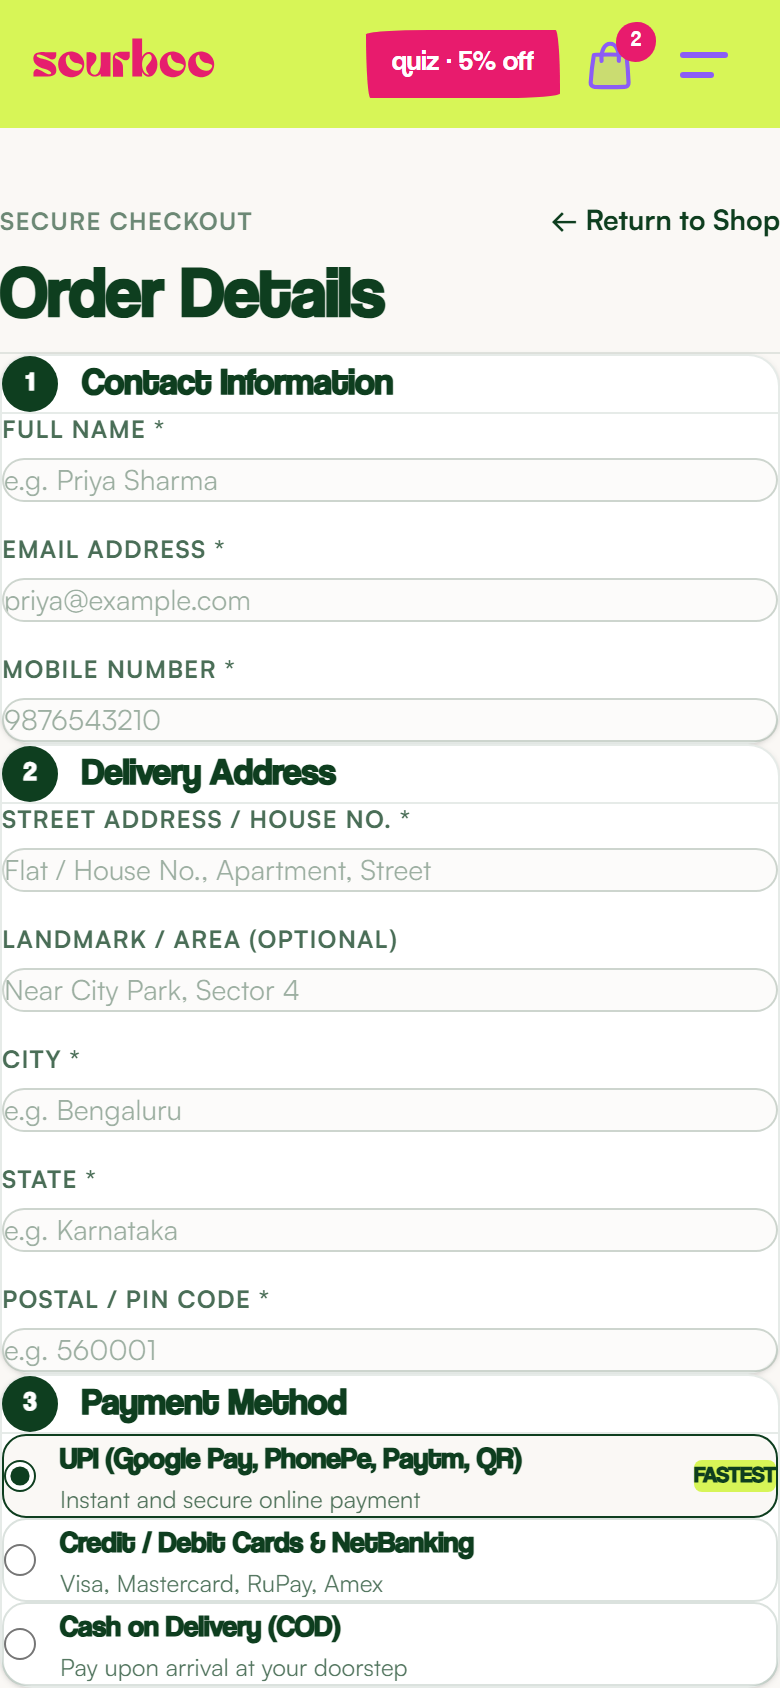 sourboo
quiz · 5% off
2
SECURE CHECKOUT
← Return to Shop
Order Details
1 Contact Information
FULL NAME *
e.g. Priya Sharma
EMAIL ADDRESS *
priya@example.com
MOBILE NUMBER *
9876543210
2 Delivery Address
STREET ADDRESS / HOUSE NO. *
Flat / House No., Apartment, Street
LANDMARK / AREA (OPTIONAL)
Near City Park, Sector 4
CITY *
e.g. Bengaluru
STATE *
e.g. Karnataka
POSTAL / PIN CODE *
e.g. 560001
3 Payment Method
UPI (Google Pay, PhonePe, Paytm, QR)
FASTEST
Instant and secure online payment
Credit / Debit Cards & NetBanking
Visa, Mastercard, RuPay, Amex
Cash on Delivery (COD)
Pay upon arrival at your doorstep